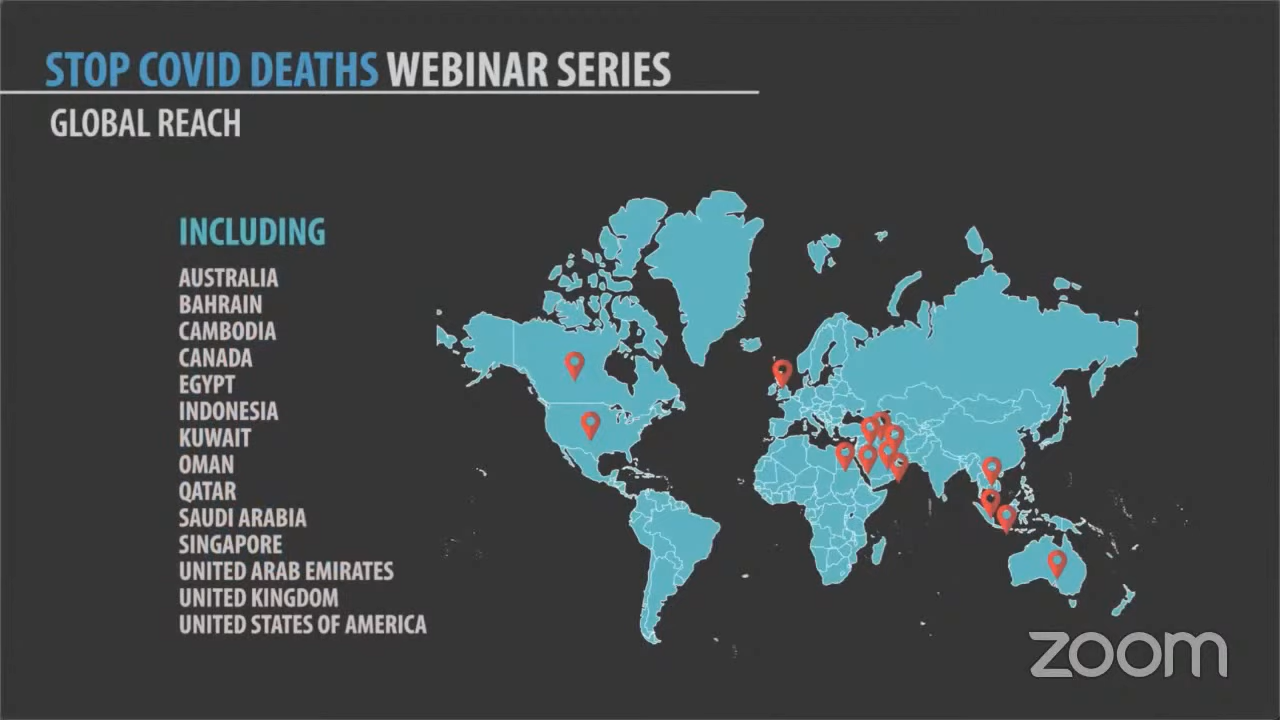 STOP COVID DEATHS WEBINAR SERIES
GLOBAL REACH
INCLUDING
AUSTRALIA
BAHRAIN
CAMBODIA
CANADA
EGYPT
INDONESIA
KUWAIT
OMAN
QATAR
SAUDI ARABIA
SINGAPORE
UNITED ARAB EMIRATES
UNITED KINGDOM
UNITED STATES OF AMERICA
zoom